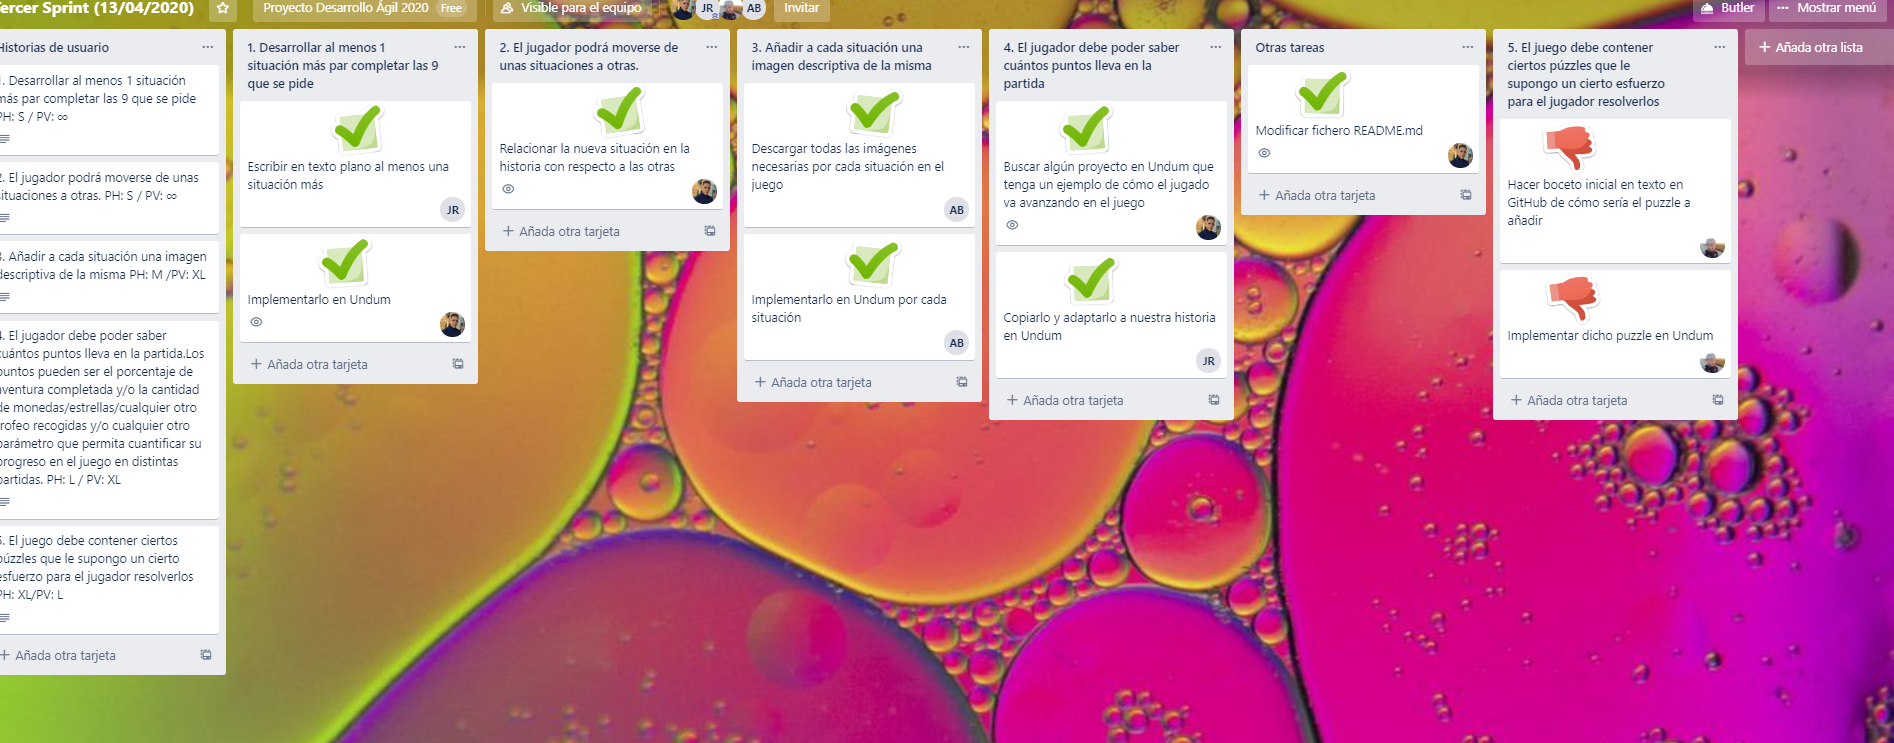 Tercer Sprint (13/04/2020)
Proyecto Desarrollo Ágil 2020 Free
Visible para el equipo
JR
AB
Invitar
Butler
Mostrar menú
Historias de usuario
1. Desarrollar al menos 1 situación
más par completar las 9 que se pide
PH: S / PV: ∞
2. El jugador podrá moverse de unas
situaciones a otras. PH: S / PV: ∞
3. Añadir a cada situación una imagen
descriptiva de la misma PH: M /PV: XL
4. El jugador debe poder saber
cuántos puntos lleva en la partida.Los
puntos pueden ser el porcentaje de
aventura completada y/o la cantidad
de monedas/estrellas/cualquier otro
trofeo recogidas y/o cualquier otro
parámetro que permita cuantificar su
progreso en el juego en distintas
partidas. PH: L / PV: XL
5. El juego debe contener ciertos
púzzles que le supongo un cierto
esfuerzo para el jugador resolverlos
PH: XL/PV: L
+ Añada otra tarjeta
1. Desarrollar al menos 1
situación más par completar las 9
que se pide
Escribir en texto plano al menos una
situación más
JR
Implementarlo en Undum
+ Añada otra tarjeta
2. El jugador podrá moverse de
unas situaciones a otras.
Relacionar la nueva situación en la
historia con respecto a las otras
+ Añada otra tarjeta
3. Añadir a cada situación una
imagen descriptiva de la misma
Descargar todas las imágenes
necesarias por cada situación en el
juego
AB
Implementarlo en Undum por cada
situación
AB
+ Añada otra tarjeta
4. El jugador debe poder saber
cuántos puntos lleva en la
partida
Buscar algún proyecto en Undum que
tenga un ejemplo de cómo el jugado
va avanzando en el juego
Copiarlo y adaptarlo a nuestra historia
en Undum
JR
+ Añada otra tarjeta
Otras tareas
Modificar fichero README.md
+ Añada otra tarjeta
5. El juego debe contener
ciertos púzzles que le
supongo un cierto esfuerzo
para el jugador resolverlos
Hacer boceto inicial en texto en
GitHub de cómo sería el puzzle a
añadir
Implementar dicho puzzle en Undum
+ Añada otra tarjeta
+ Añada otra lista